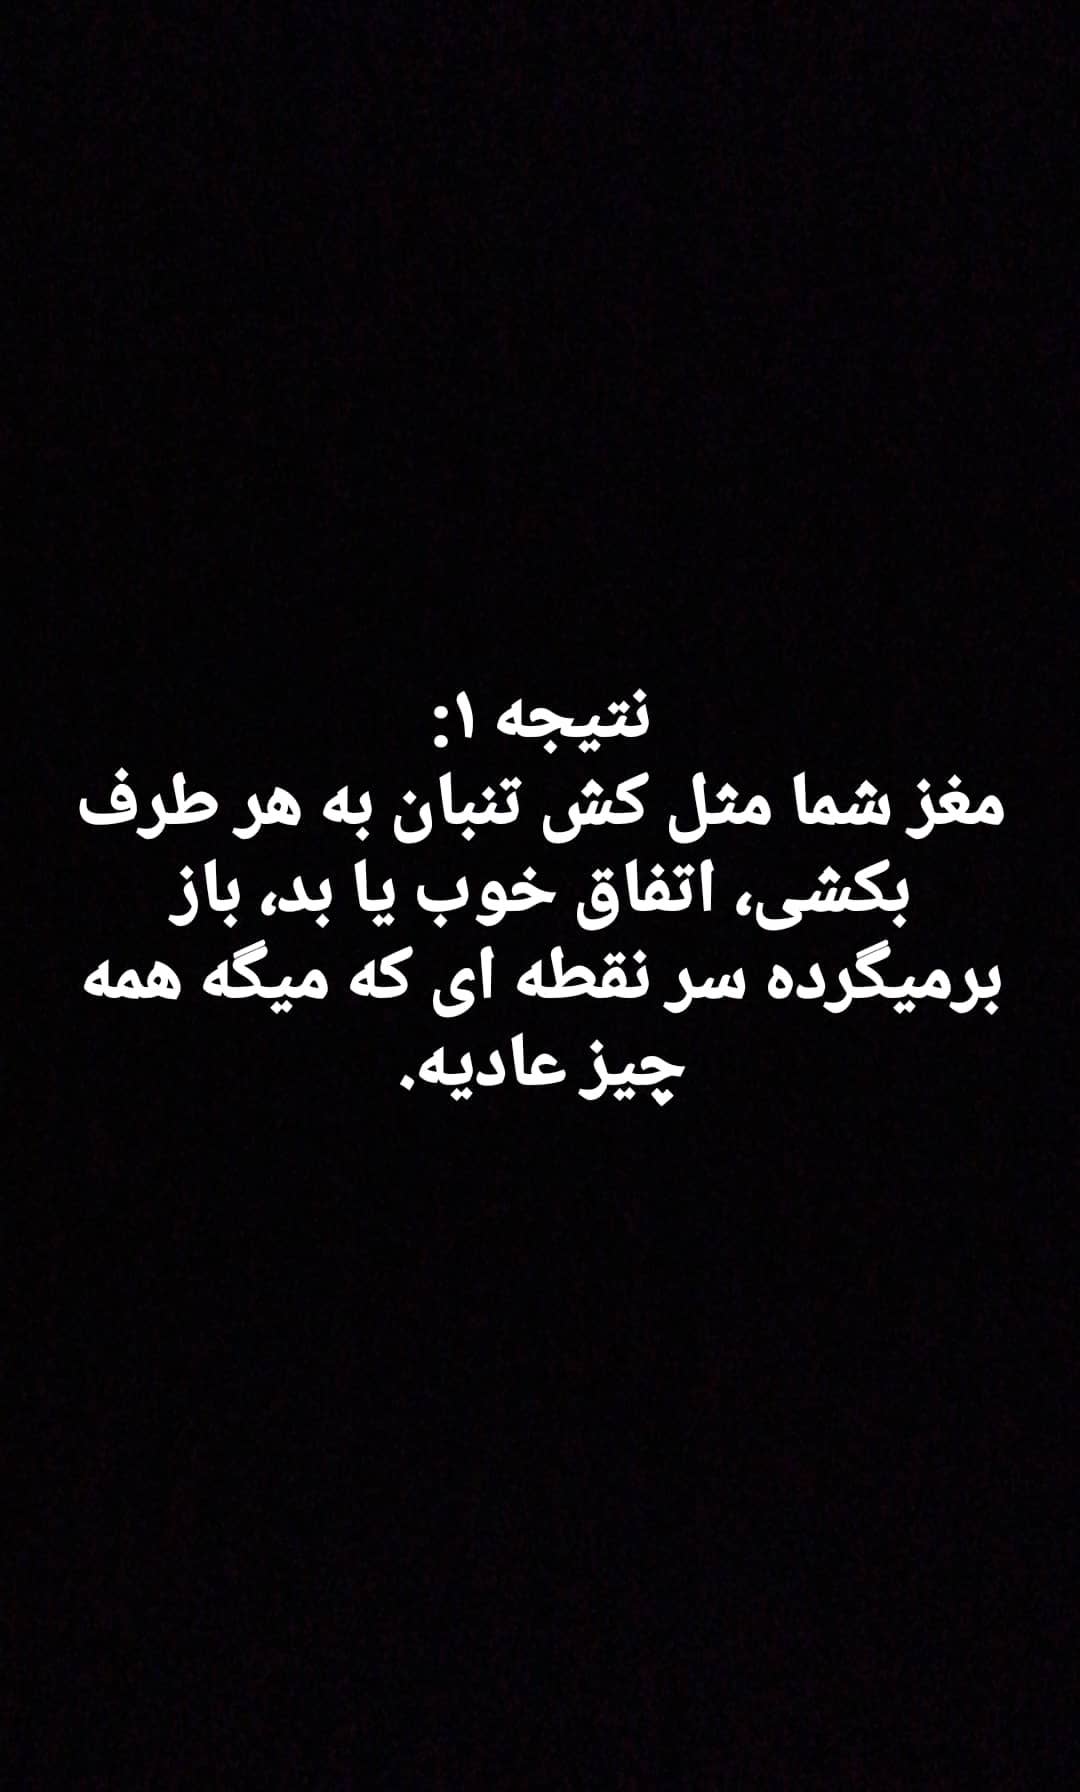 نتیجه ۱:
مغز شما مثل کش تنبان به هر طرف
بکشی، اتفاق خوب یا بد، باز
برمیگرده سر نقطه ای که میگه همه
چیز عادیه.